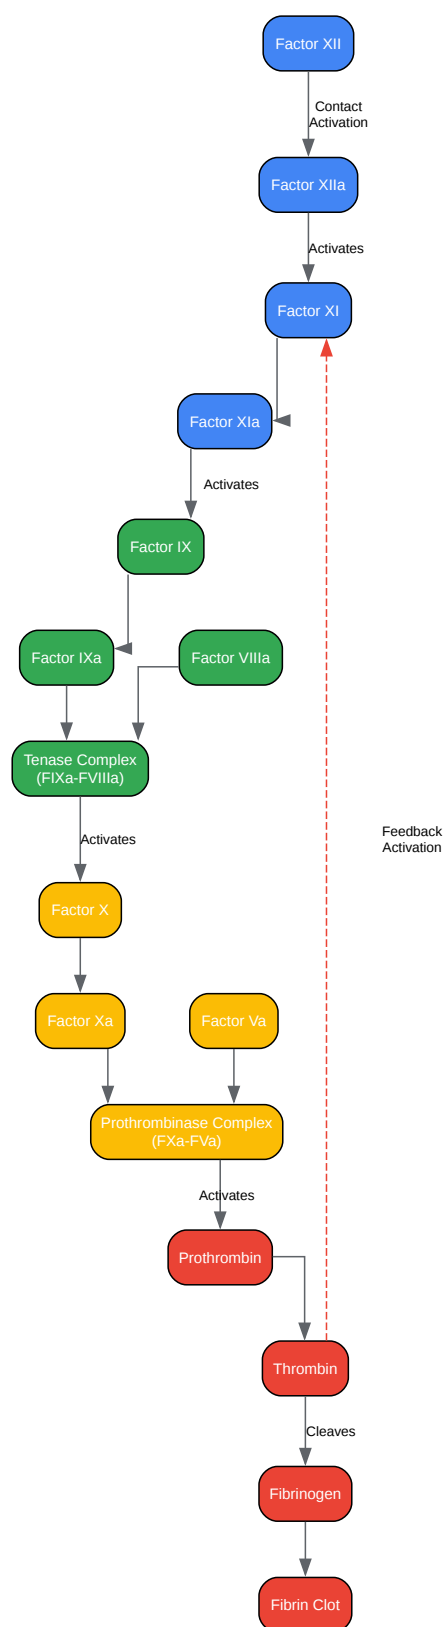 Factor XII
Contact
Activation
Factor XIIa
Activates
Factor XI
Factor XIa
Activates
Factor IX
Factor IXa
Factor VIIIa
Tenase Complex
(FIXa-FVIIIa)
Feedback
Activation
Activates
Factor X
Factor Xa
Factor Va
Prothrombinase Complex
(FXa-FVa)
Activates
Prothrombin
Thrombin
Cleaves
Fibrinogen
Fibrin Clot